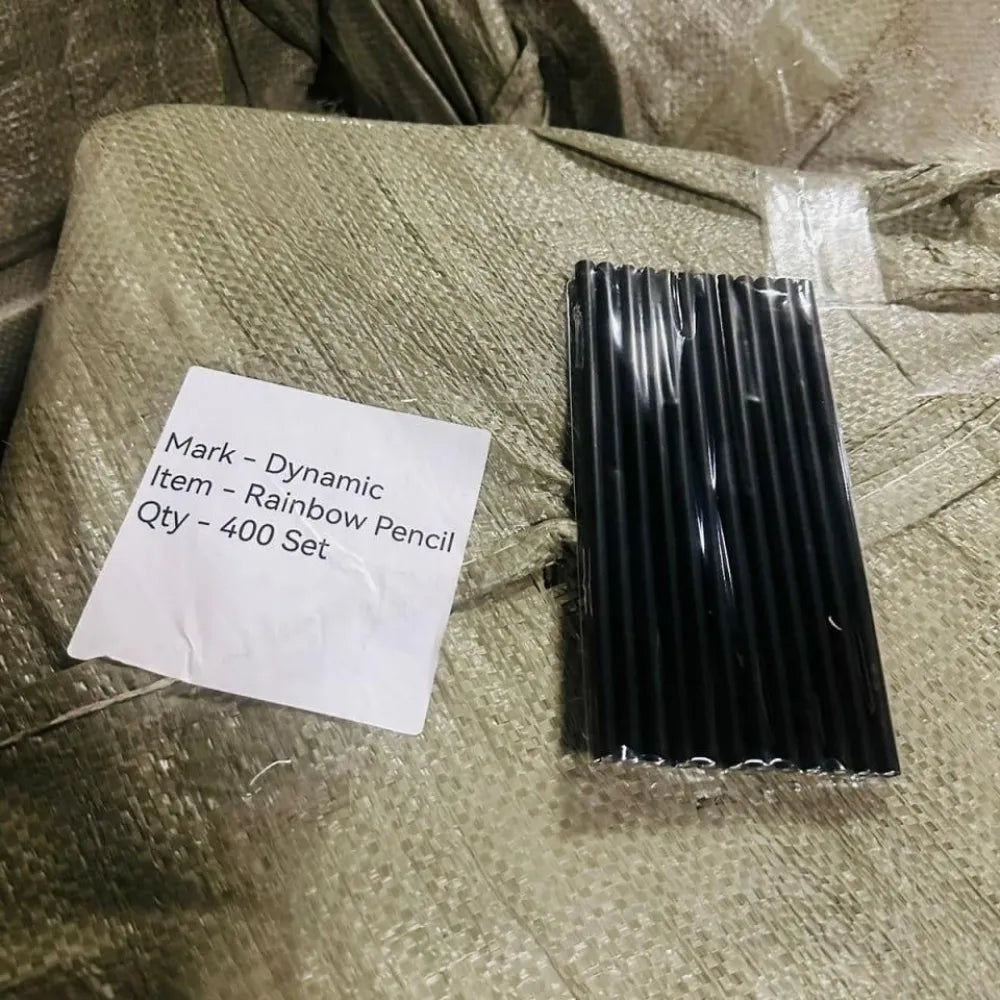 Mark - Dynamic
Item - Rainbow Pencil
Qty - 400 Set